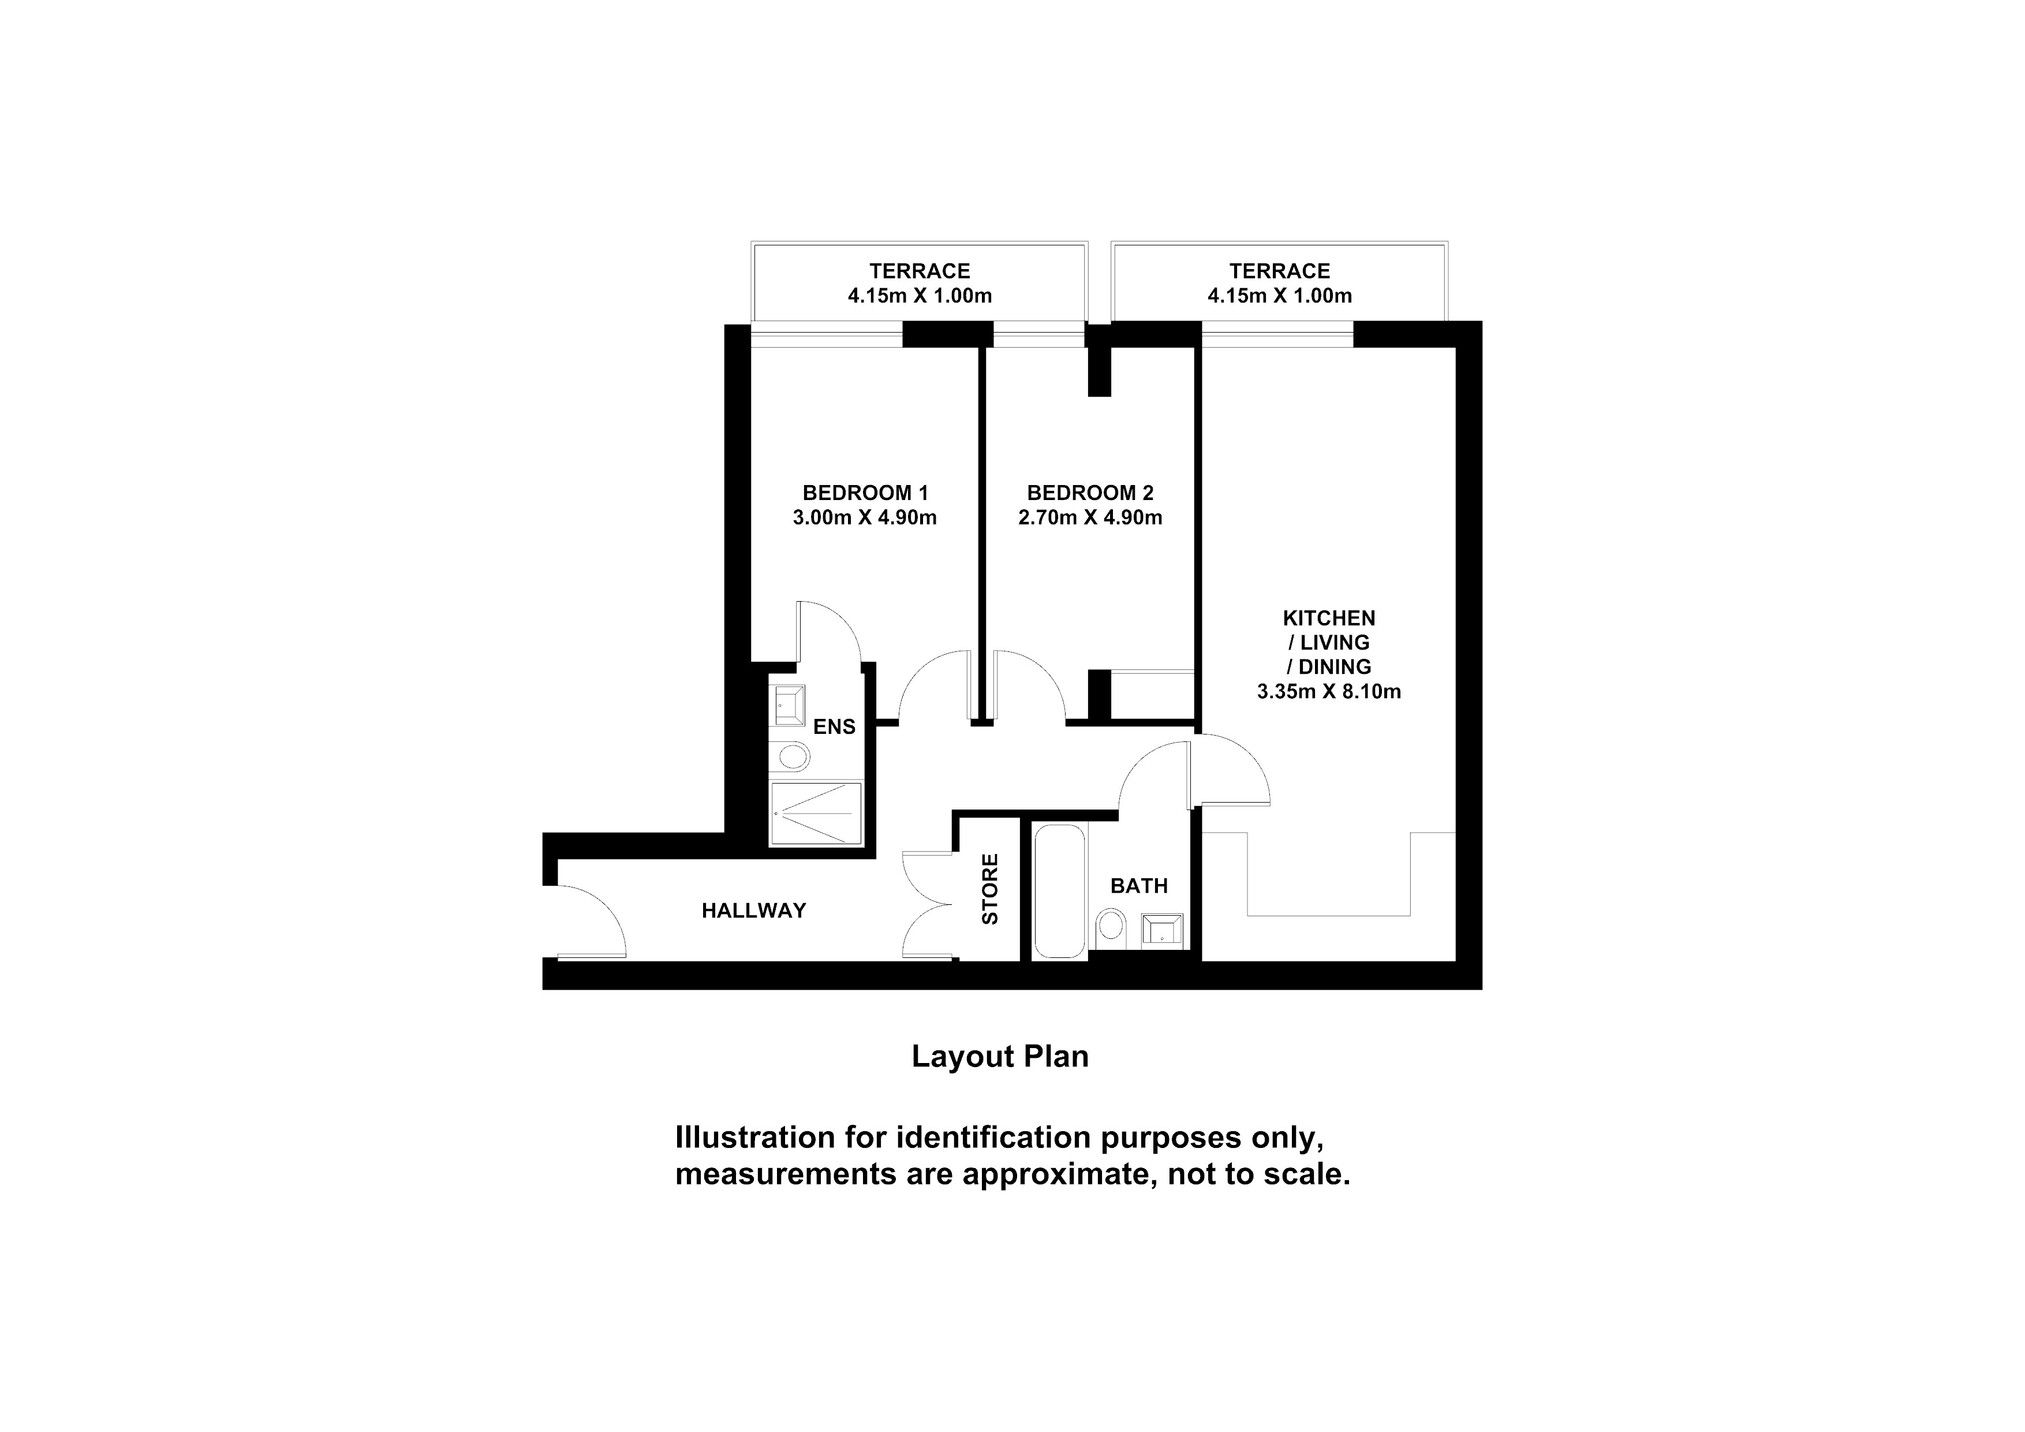 TERRACE
4.15m X 1.00m
TERRACE
4.15m X 1.00m
BEDROOM 1
3.00m X 4.90m
BEDROOM 2
2.70m X 4.90m
KITCHEN
/ LIVING
/ DINING
3.35m X 8.10m
ENS
STORE
BATH
HALLWAY
Layout Plan
Illustration for identification purposes only,
measurements are approximate, not to scale.